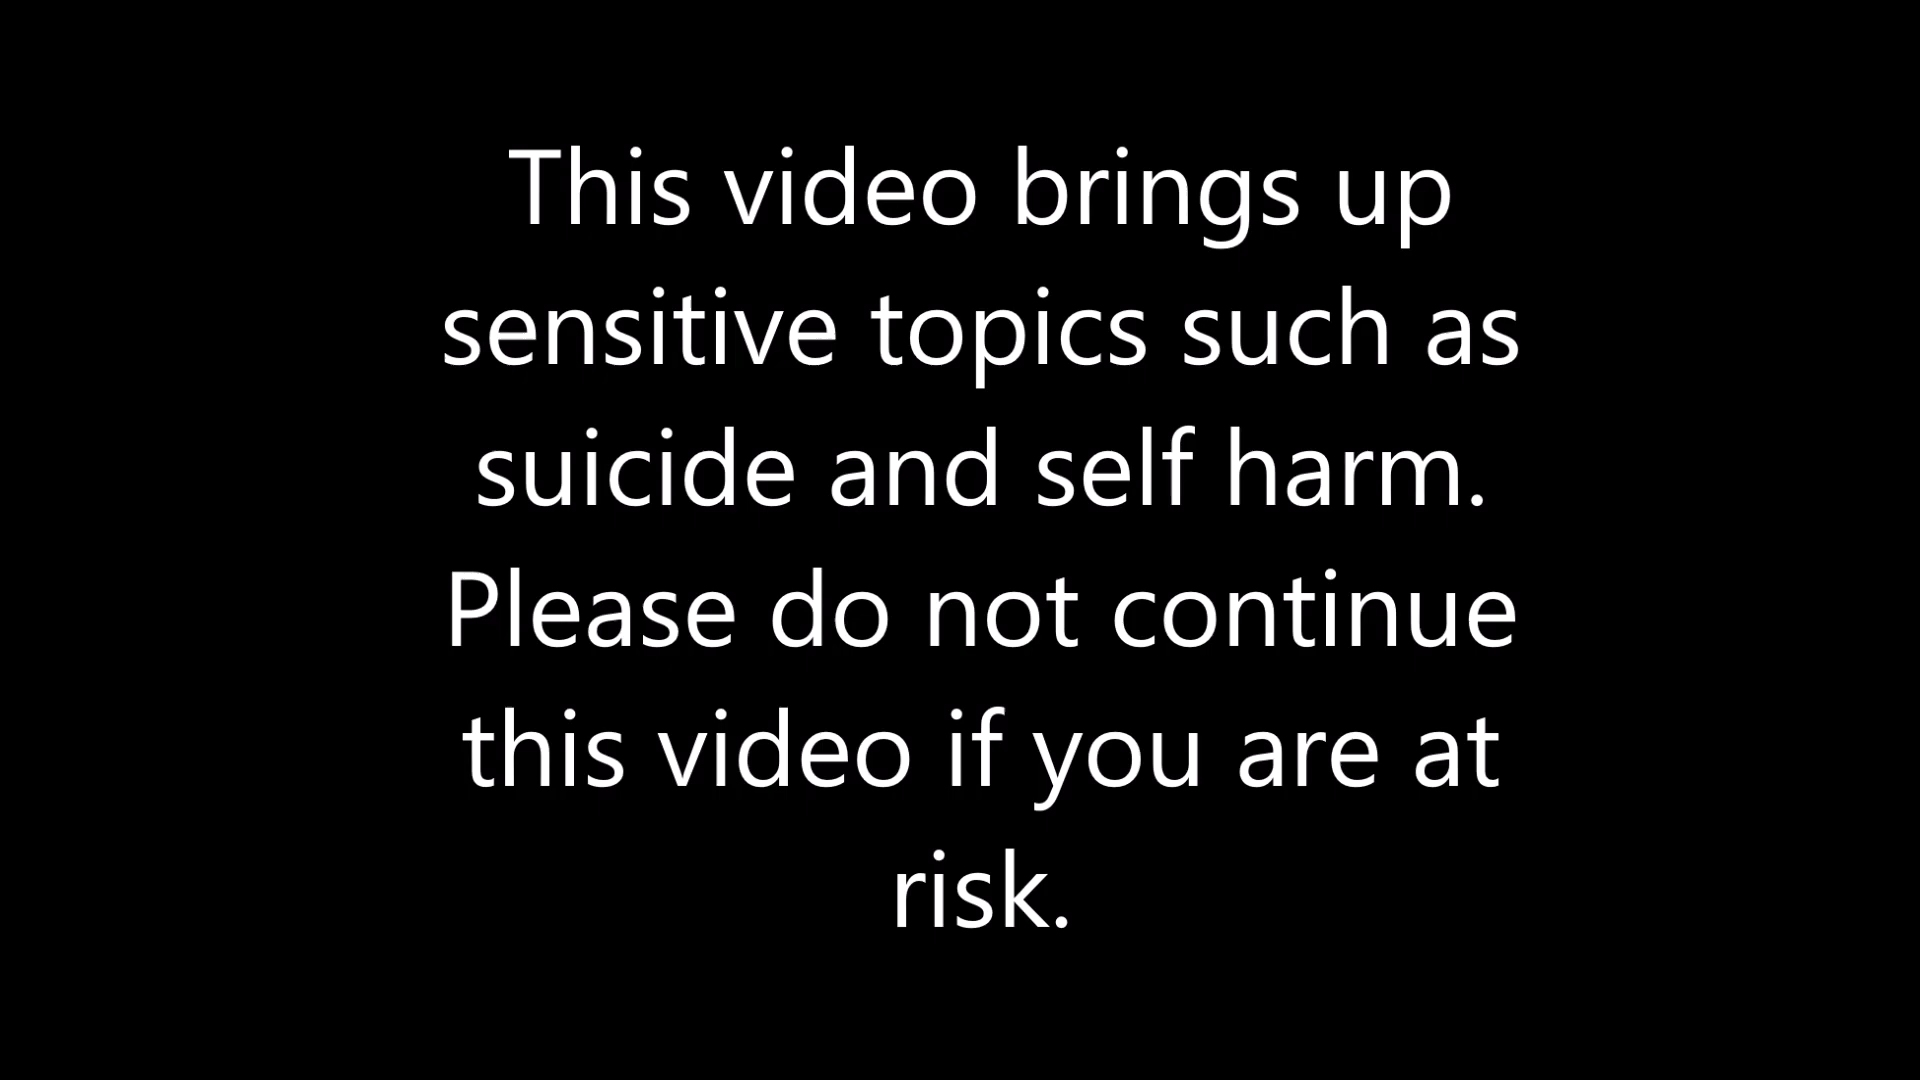 This video brings up
sensitive topics such as
suicide and self harm.
Please do not continue
this video if you are at
risk.